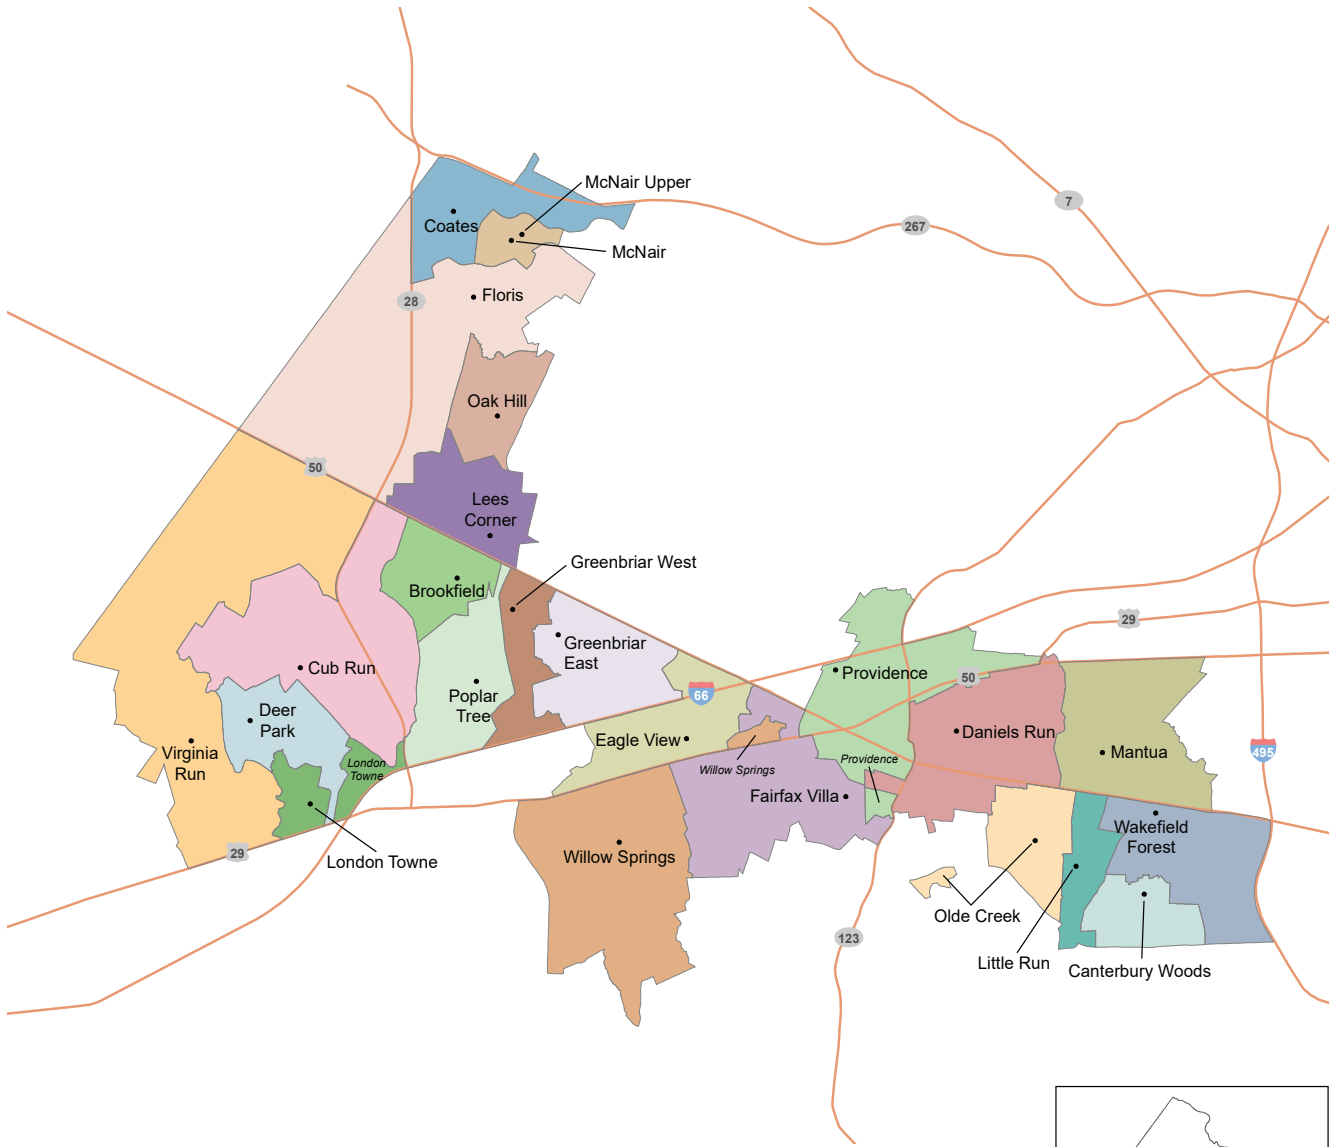 McNair Upper
7
Coates
267
McNair
Floris
28
Oak Hill
50
Lees
Corner
Greenbriar West
Brookfield
29
Greenbriar
East
Cub Run
Providence
50
Poplar
Tree
66
Deer
Park
Daniels Run
Eagle View
Virginia
Run
Mantua
495
London
Towne
Willow Springs
Providence
Fairfax Villa
Wakefield
Forest
29
London Towne
Willow Springs
Olde Creek
123
Little Run
Canterbury Woods